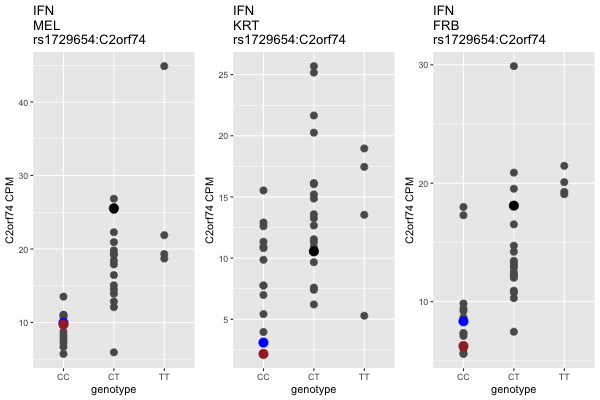 IFN
MEL
rs1729654:C2orf74
C2orf74 CPM
40
30
20
10
CC
CT
TT
genotype
IFN
KRT
rs1729654:C2orf74
C2orf74 CPM
25
20
15
10
5
CC
CT
TT
genotype
IFN
FRB
rs1729654:C2orf74
C2orf74 CPM
30
20
10
CC
CT
TT
genotype